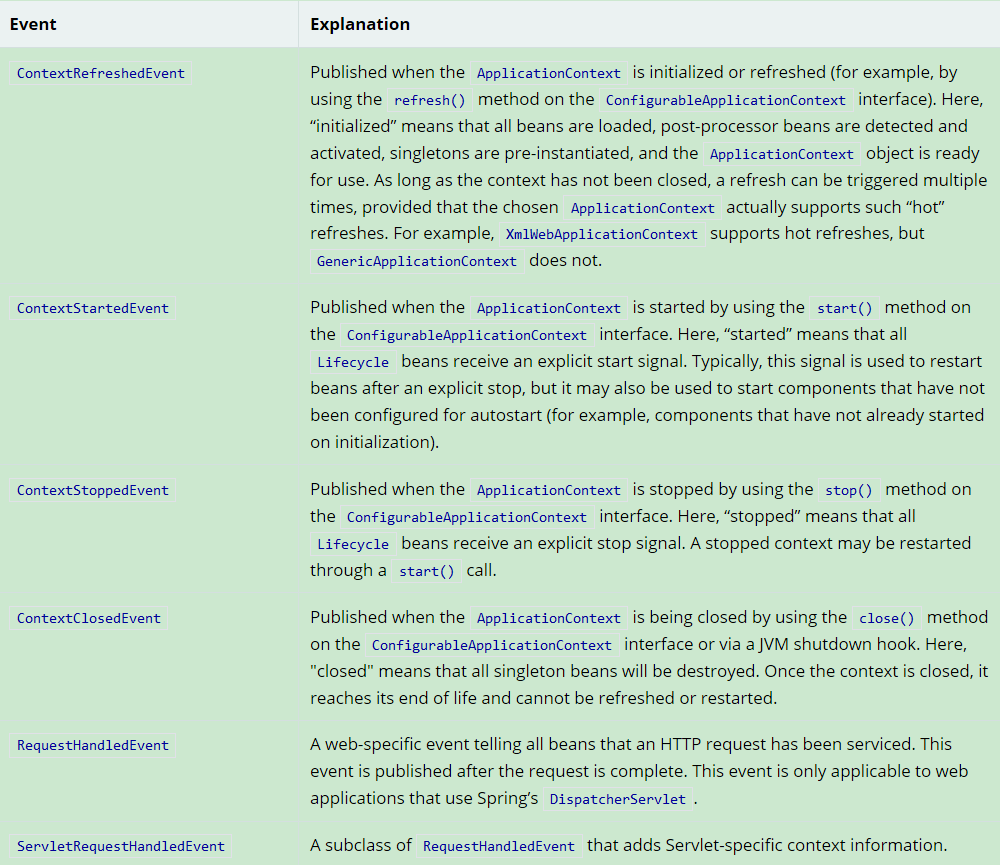 Event Explanation
ContextRefreshedEvent Published when the ApplicationContext is initialized or refreshed (for example, by
using the refresh() method on the ConfigurableApplicationContext interface). Here,
“initialized” means that all beans are loaded, post-processor beans are detected and
activated, singletons are pre-instantiated, and the ApplicationContext object is ready
for use. As long as the context has not been closed, a refresh can be triggered multiple
times, provided that the chosen ApplicationContext actually supports such “hot”
refreshes. For example, XmlWebApplicationContext supports hot refreshes, but
GenericApplicationContext does not.
ContextStartedEvent Published when the ApplicationContext is started by using the start() method on
the ConfigurableApplicationContext interface. Here, “started” means that all
Lifecycle beans receive an explicit start signal. Typically, this signal is used to restart
beans after an explicit stop, but it may also be used to start components that have not
been configured for autostart (for example, components that have not already started
on initialization).
ContextStoppedEvent Published when the ApplicationContext is stopped by using the stop() method on
the ConfigurableApplicationContext interface. Here, “stopped” means that all
Lifecycle beans receive an explicit stop signal. A stopped context may be restarted
through a start() call.
ContextClosedEvent Published when the ApplicationContext is being closed by using the close() method
on the ConfigurableApplicationContext interface or via a JVM shutdown hook. Here,
"closed" means that all singleton beans will be destroyed. Once the context is closed, it
reaches its end of life and cannot be refreshed or restarted.
RequestHandledEvent A web-specific event telling all beans that an HTTP request has been serviced. This
event is published after the request is complete. This event is only applicable to web
applications that use Spring’s DispatcherServlet .
ServletRequestHandledEvent A subclass of RequestHandledEvent that adds Servlet-specific context information.